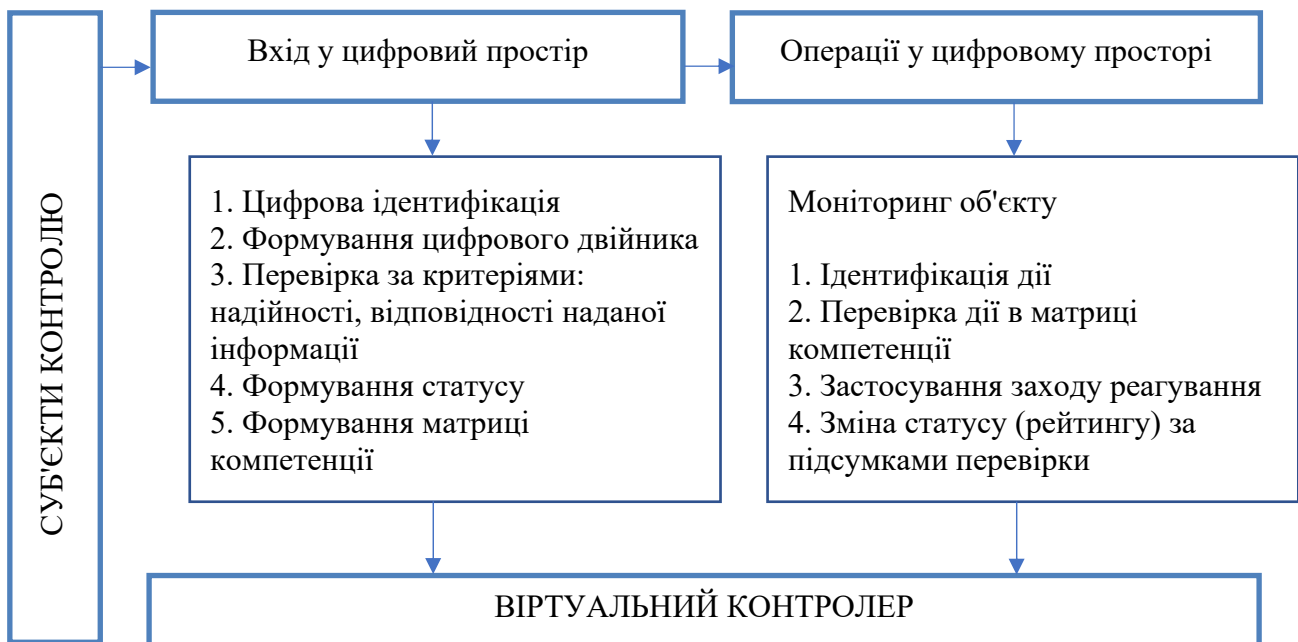 СУБ'ЄКТИ КОНТРОЛЮ
Вхід у цифровий простір
Операції у цифровому просторі
1. Цифрова ідентифікація
2. Формування цифрового двійника
3. Перевірка за критеріями:
надійності, відповідності наданої
інформації
4. Формування статусу
5. Формування матриці
компетенції
Моніторинг об'єкту
1. Ідентифікація дії
2. Перевірка дії в матриці
компетенції
3. Застосування заходу реагування
4. Зміна статусу (рейтингу) за
підсумками перевірки
ВІРТУАЛЬНИЙ КОНТРОЛЕР